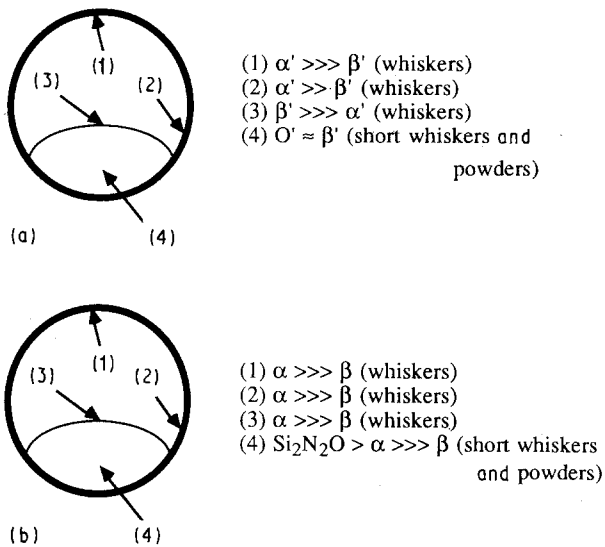 (1) α' >>> β' (whiskers)
(2) α' >> β' (whiskers)
(3) β' >>> α' (whiskers)
(4) O' ≈ β' (short whiskers and
powders)
(1)
(3)
(2)
(4)
(a)
(1) α >>> β (whiskers)
(2) α >>> β (whiskers)
(3) α >>> β (whiskers)
(4) Si₂N₂O > α >>> β (short whiskers
and powders)
(1)
(3)
(2)
(4)
(b)